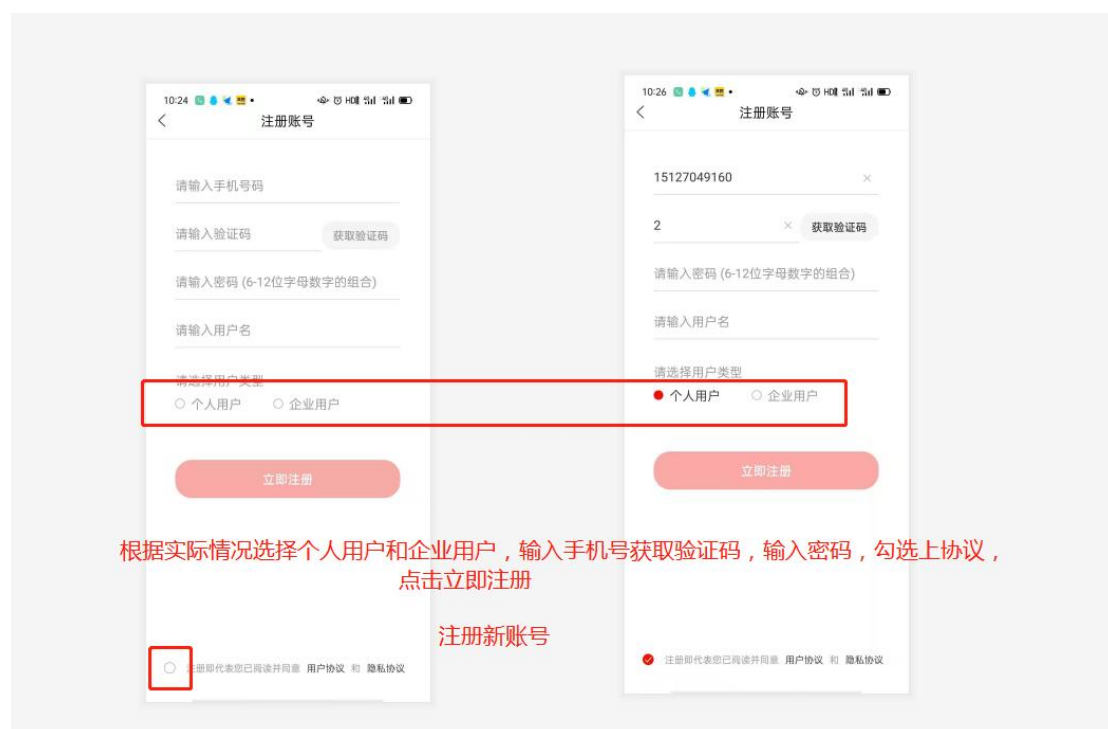 10:24
注册账号
请输入手机号码
请输入验证码 获取验证码
请输入密码 (6-12位字母数字的组合)
请输入用户名
请选择用户类型
个人用户 企业用户
立即注册
注册即代表您已阅读并同意 用户协议 和 隐私协议
10:26
注册账号
15127049160
2 获取验证码
请输入密码 (6-12位字母数字的组合)
请输入用户名
请选择用户类型
个人用户 企业用户
立即注册
注册即代表您已阅读并同意 用户协议 和 隐私协议
根据实际情况选择个人用户和企业用户，输入手机号获取验证码，输入密码，勾选上协议，
点击立即注册
注册新账号